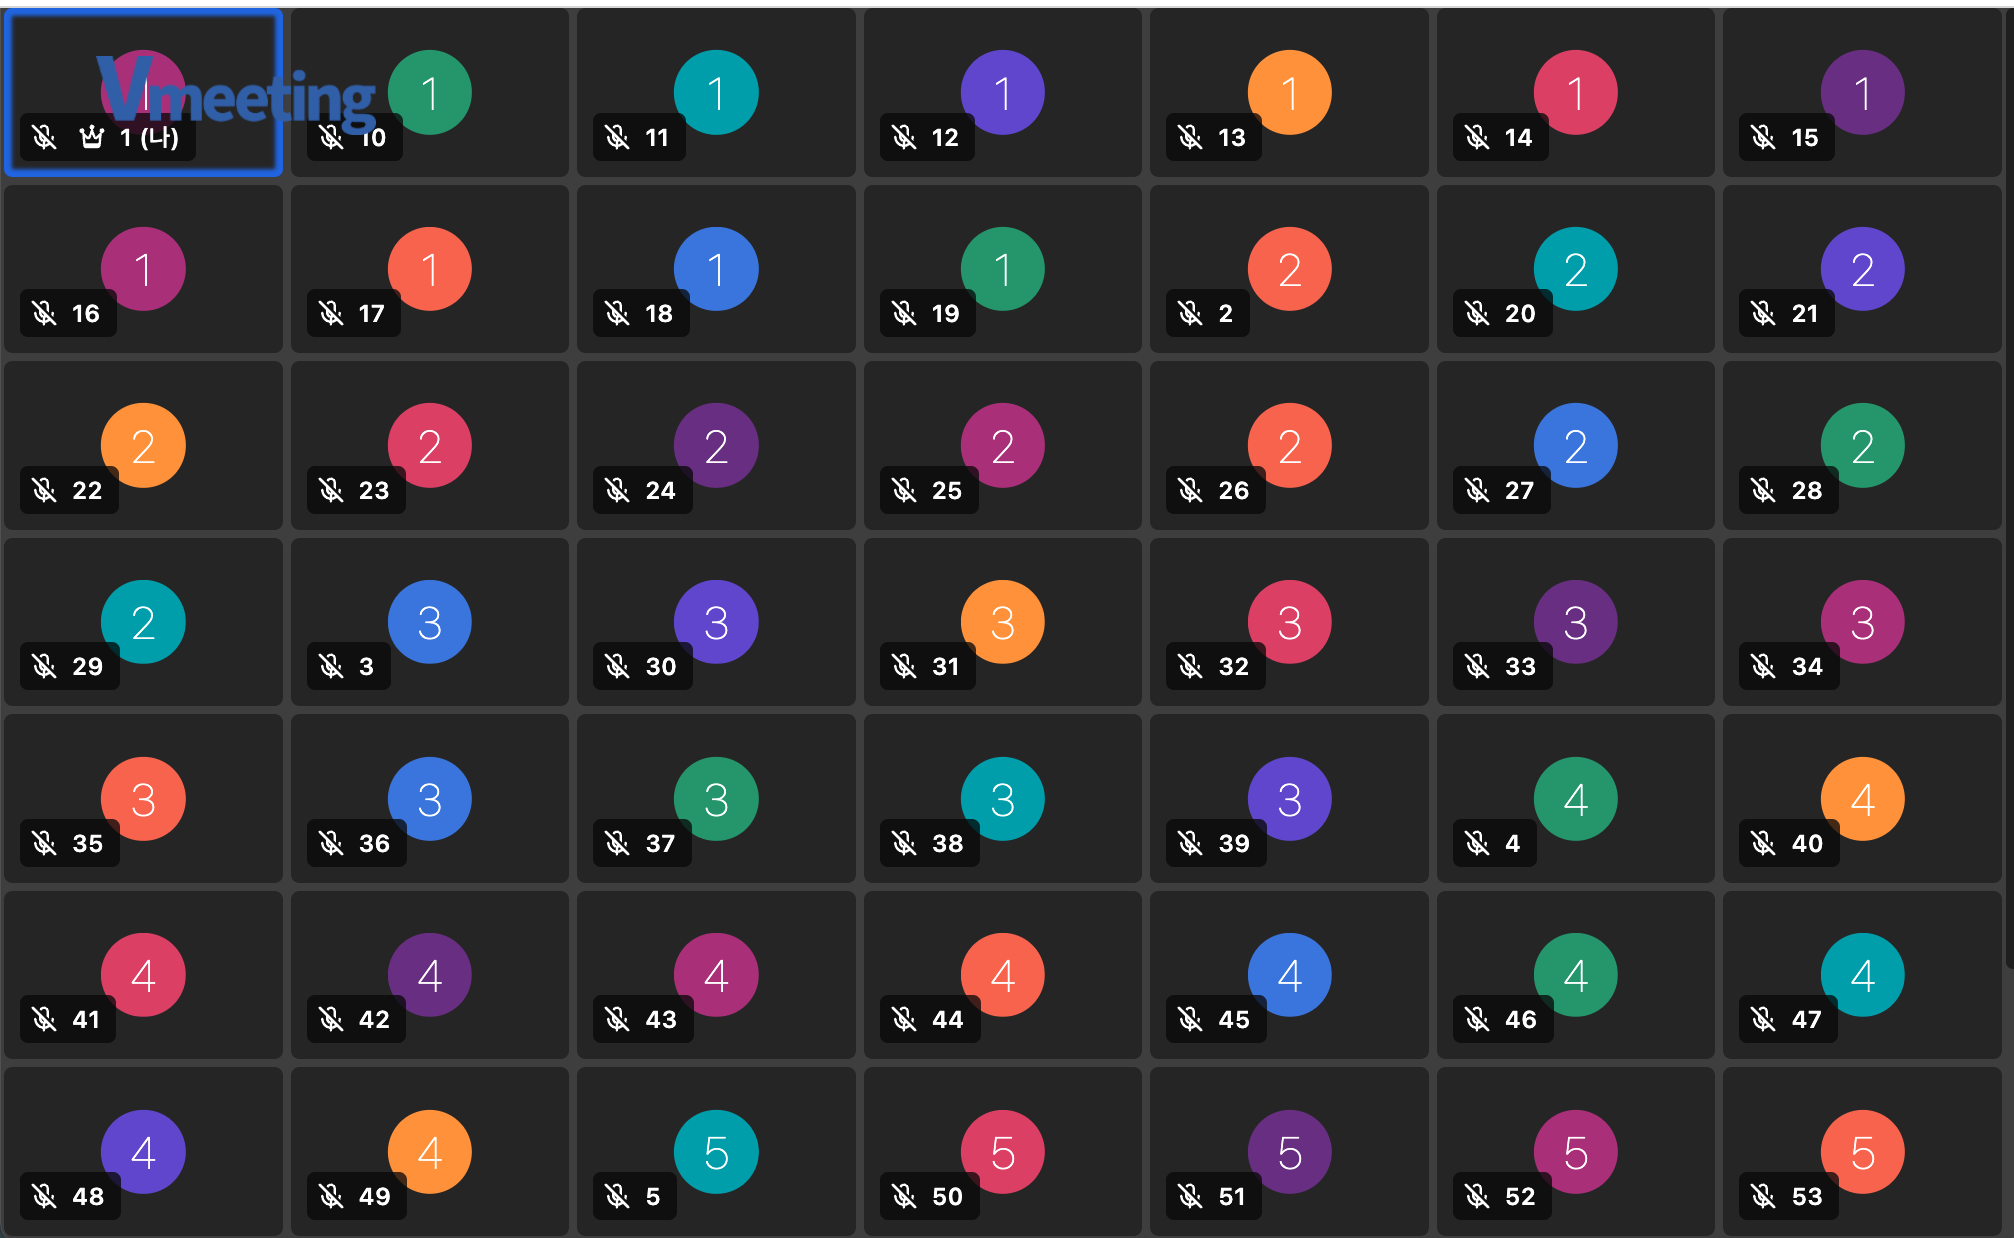 Vmeeting
1 1 1 1 1 1 1
1 (나) 10 11 12 13 14 15
1 1 1 1 2 2 2
16 17 18 19 2 20 21
2 2 2 2 2 2 2
22 23 24 25 26 27 28
2 3 3 3 3 3 3
29 3 30 31 32 33 34
3 3 3 3 3 4 4
35 36 37 38 39 4 40
4 4 4 4 4 4 4
41 42 43 44 45 46 47
4 4 5 5 5 5 5
48 49 5 50 51 52 53